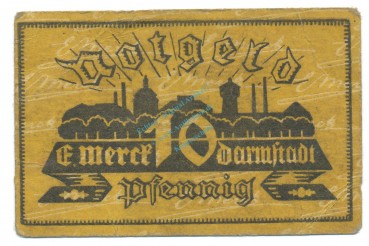 Notgeld
E. Merck 10 Darmstadt
Pfennig